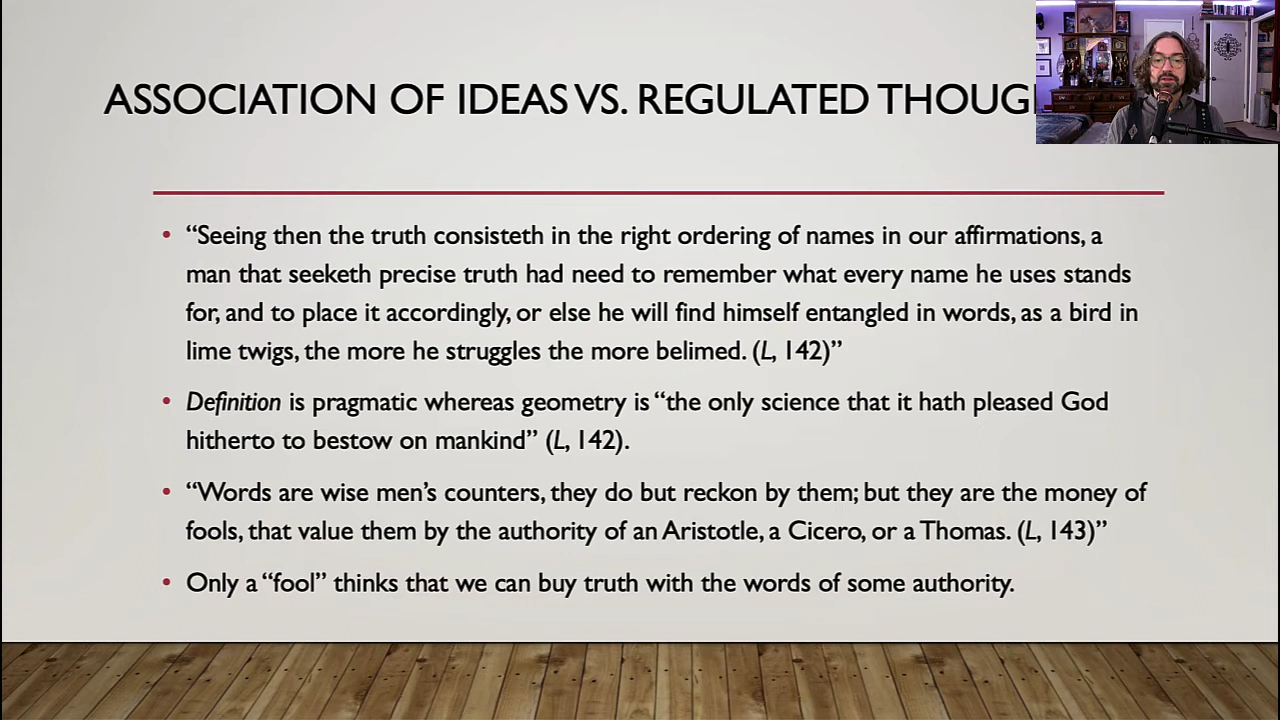 ASSOCIATION OF IDEAS VS. REGULATED
• “Seeing then the truth consisteth in the right ordering of names in our affirmations, a
man that seeketh precise truth had need to remember what every name he uses stands
for, and to place it accordingly, or else he will find himself entangled in words, as a bird in
lime twigs, the more he struggles the more belimed. (L, 142)”
• Definition is pragmatic whereas geometry is “the only science that it hath pleased God
hitherto to bestow on mankind” (L, 142).
• “Words are wise men’s counters, they do but reckon by them; but they are the money of
fools, that value them by the authority of an Aristotle, a Cicero, or a Thomas. (L, 143)”
• Only a “fool” thinks that we can buy truth with the words of some authority.